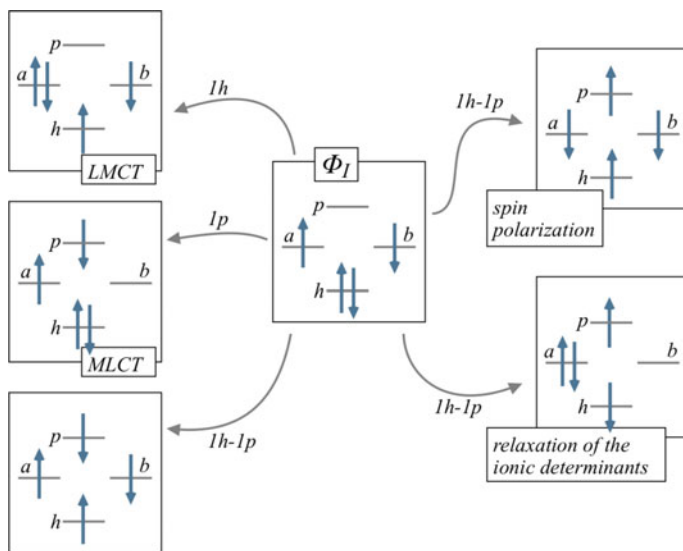 p
a
b
h
LMCT
1h
p
a
b
h
MLCT
1p
p
a
b
h
1h-1p
Φ_I
p
a
b
h
1h-1p
p
a
b
h
spin
polarization
1h-1p
p
a
b
h
relaxation of the
ionic determinants